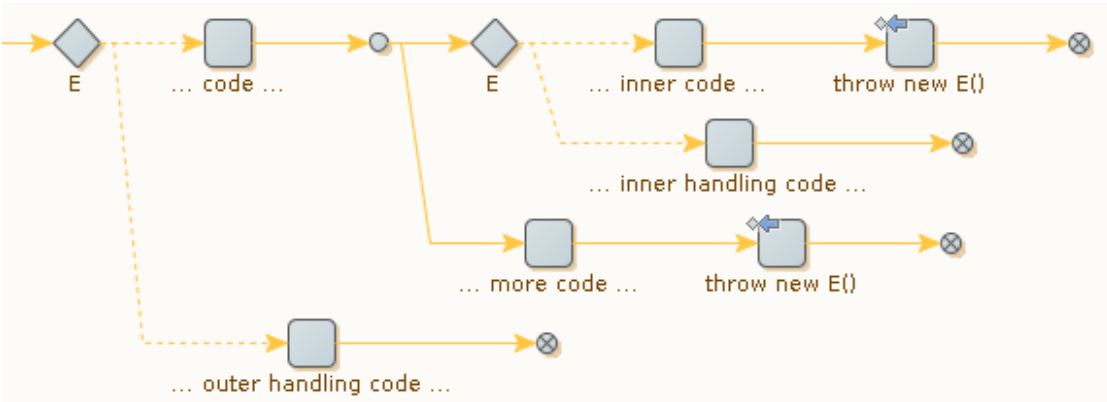 E
... code ...
E
... inner code ...
throw new E()
... inner handling code ...
... more code ...
throw new E()
... outer handling code ...